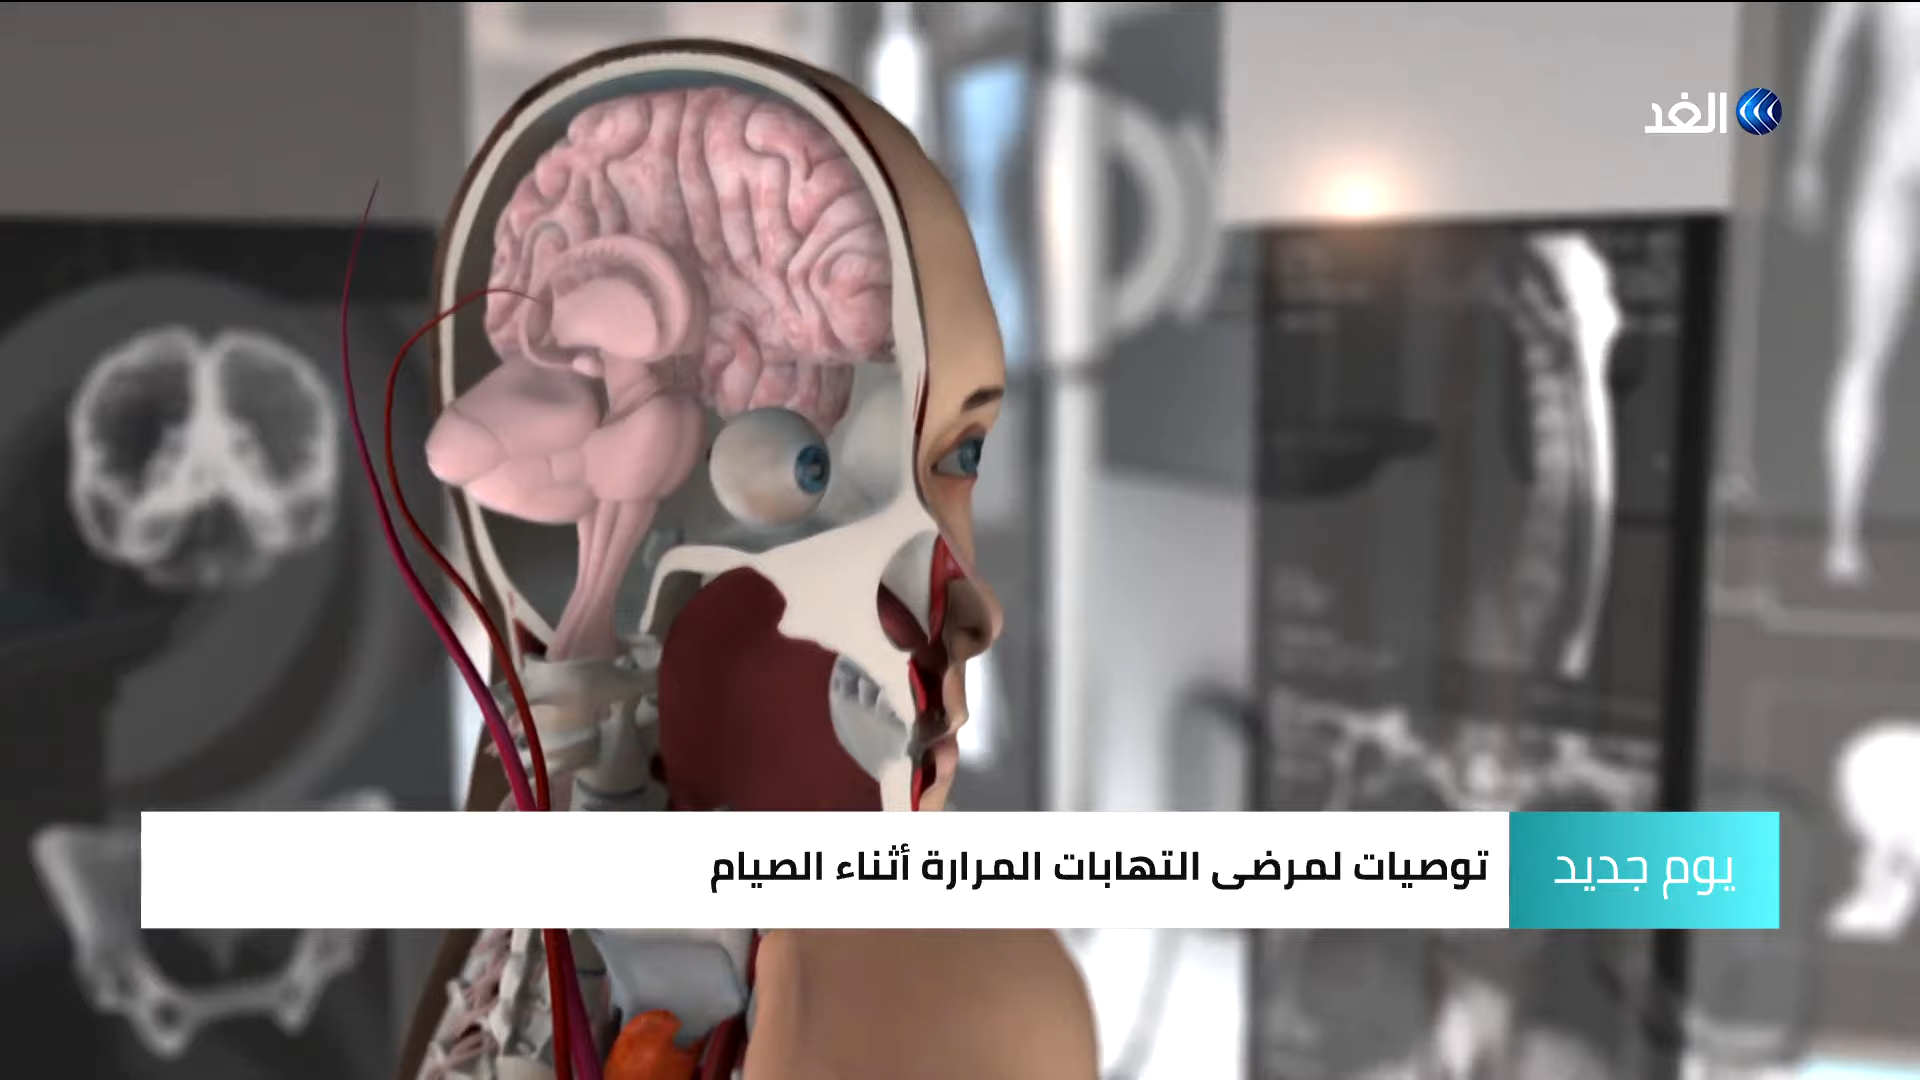 الغد
يوم جديد
توصيات لمرضى التهابات المرارة أثناء الصيام